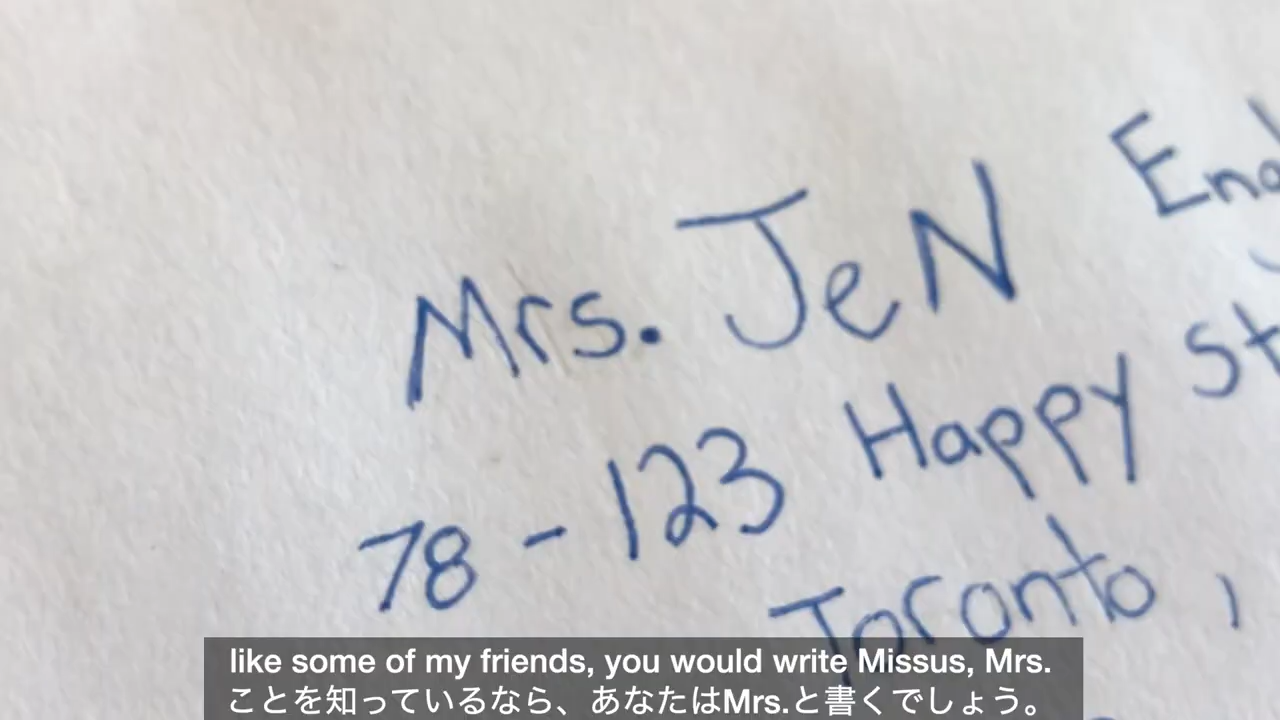 Mrs. JeN
78-123 Happy
Toronto,
like some of my friends, you would write Missus, Mrs.
ことを知っているなら、あなたはMrs.と書くでしょう。